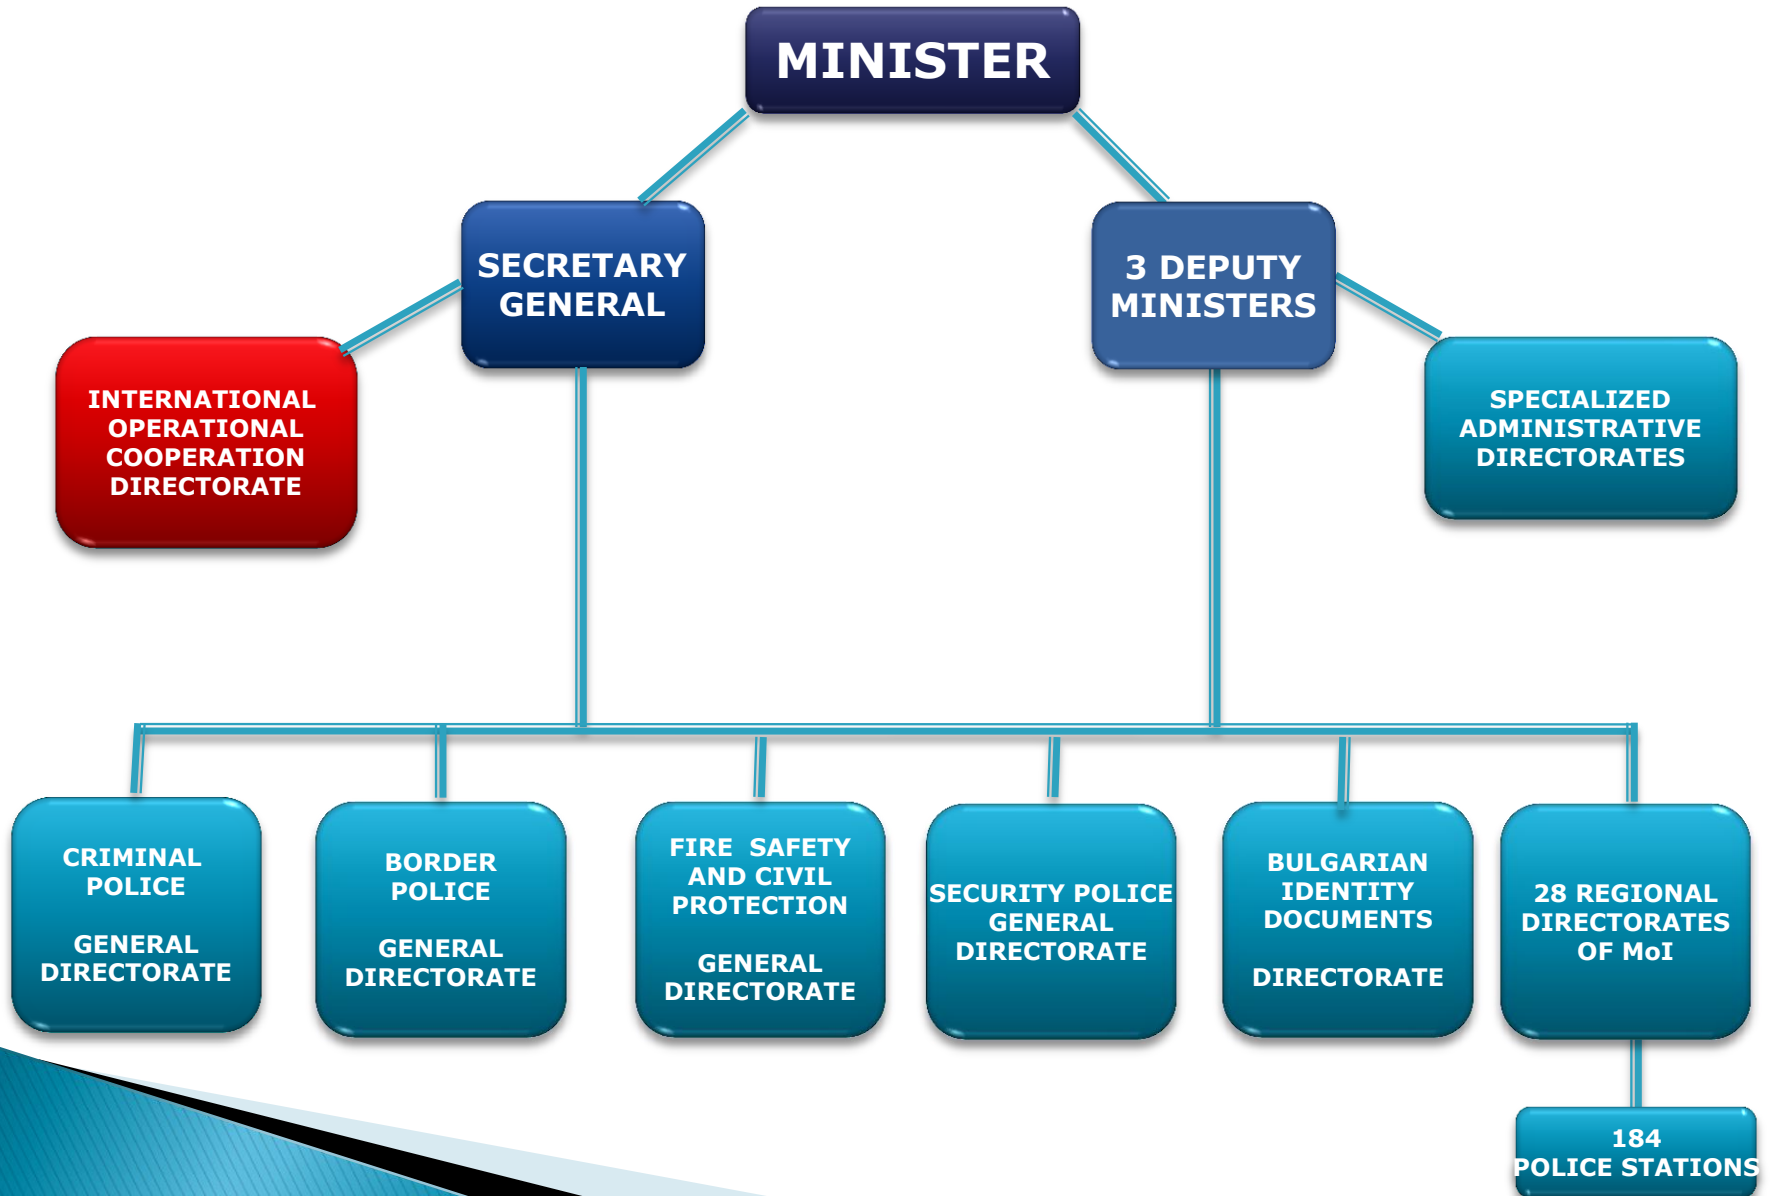 MINISTER
SECRETARY
GENERAL
3 DEPUTY
MINISTERS
INTERNATIONAL
OPERATIONAL
COOPERATION
DIRECTORATE
SPECIALIZED
ADMINISTRATIVE
DIRECTORATES
CRIMINAL
POLICE
GENERAL
DIRECTORATE
BORDER
POLICE
GENERAL
DIRECTORATE
FIRE SAFETY
AND CIVIL
PROTECTION
GENERAL
DIRECTORATE
SECURITY POLICE
GENERAL
DIRECTORATE
BULGARIAN
IDENTITY
DOCUMENTS
DIRECTORATE
28 REGIONAL
DIRECTORATES
OF MoI
184
POLICE STATIONS